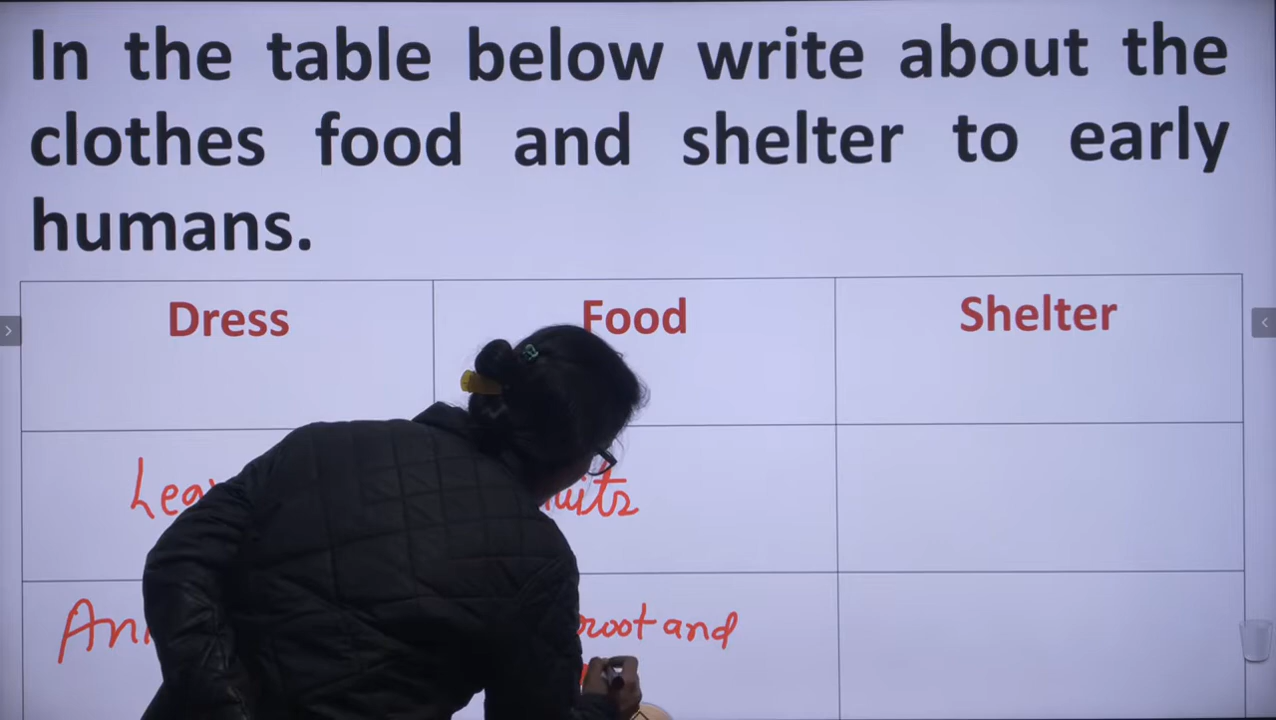 In the table below write about the
clothes food and shelter to early
humans.
Dress Food Shelter
root and